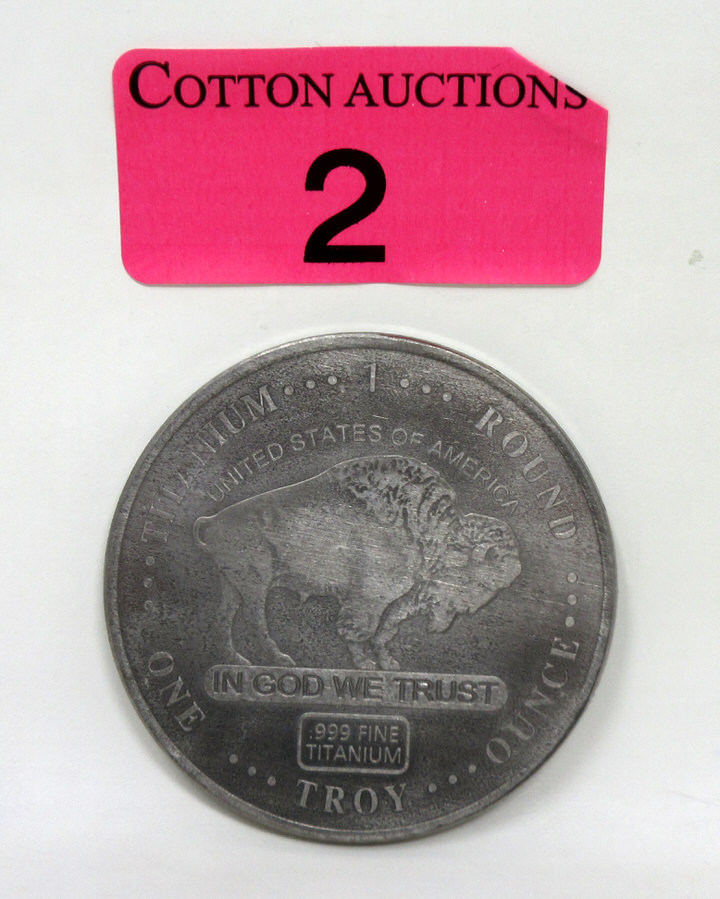 COTTON AUCTIONS
2
TITANIUM ... 1 ... ROUND
UNITED STATES OF AMERICA
IN GOD WE TRUST
.999 FINE
TITANIUM
... ONE ... TROY ... OUNCE ...